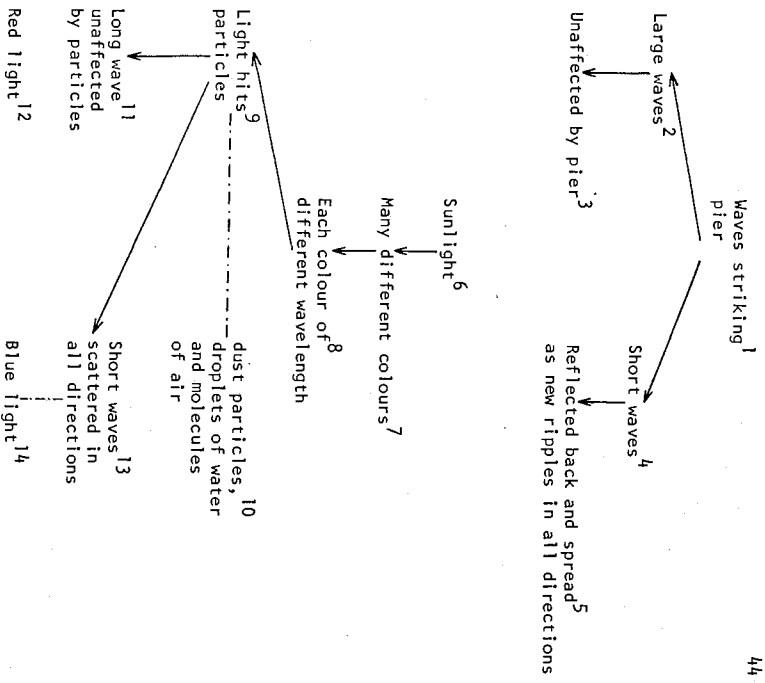 44
Waves striking1
pier
Large waves2
Unaffected by pier3
Short waves4
Reflected back and spread5
as new ripples in all directions
Sunlight6
Many different colours7
Each colour of8
different wavelength
Light hits9
particles
dust particles,10
droplets of water
and molecules
of air
Long wave11
unaffected
by particles
Short waves13
scattered in
all directions
Red light12
Blue light14